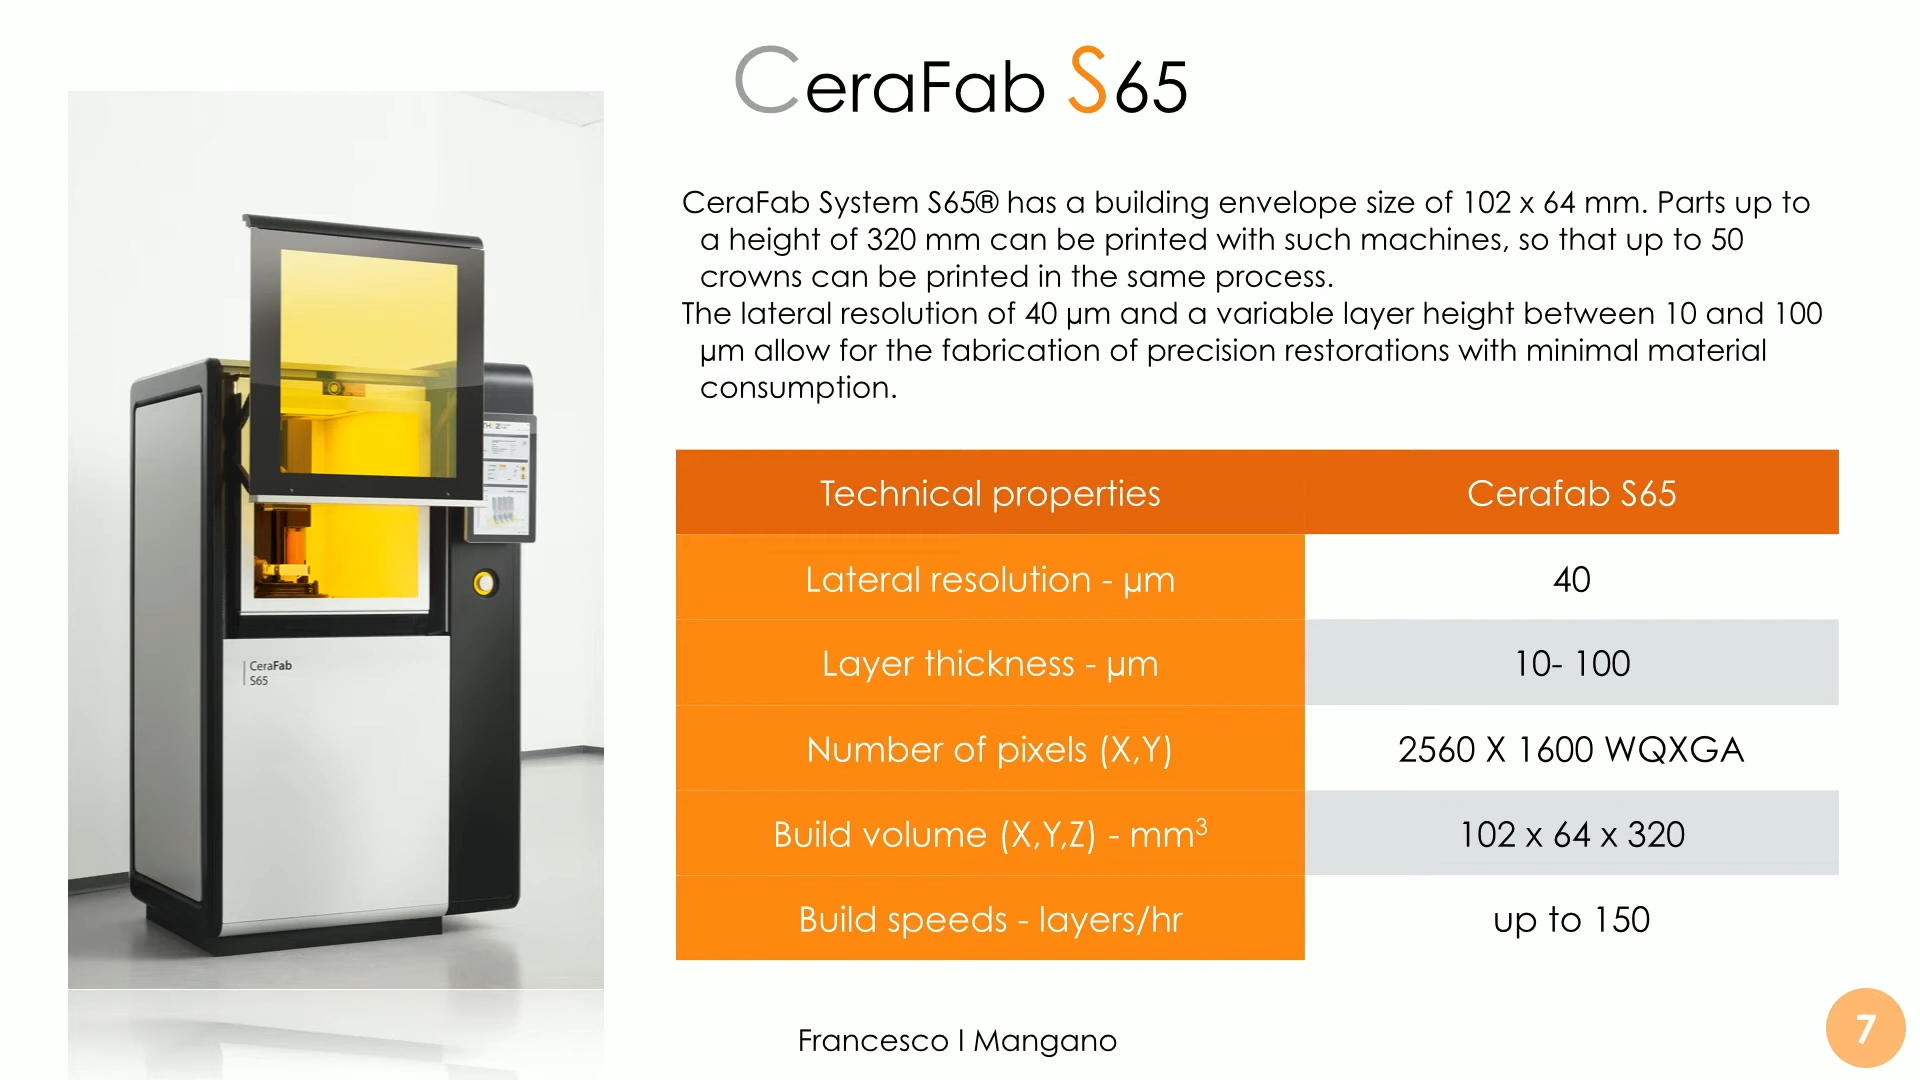 CeraFab S65
CeraFab System S65® has a building envelope size of 102 x 64 mm. Parts up to
a height of 320 mm can be printed with such machines, so that up to 50
crowns can be printed in the same process.
The lateral resolution of 40 µm and a variable layer height between 10 and 100
µm allow for the fabrication of precision restorations with minimal material
consumption.
Technical properties Cerafab S65
Lateral resolution - µm 40
Layer thickness - µm 10- 100
Number of pixels (X,Y) 2560 X 1600 WQXGA
Build volume (X,Y,Z) - mm³ 102 x 64 x 320
Build speeds - layers/hr up to 150
CeraFab
S65
Francesco I Mangano
7